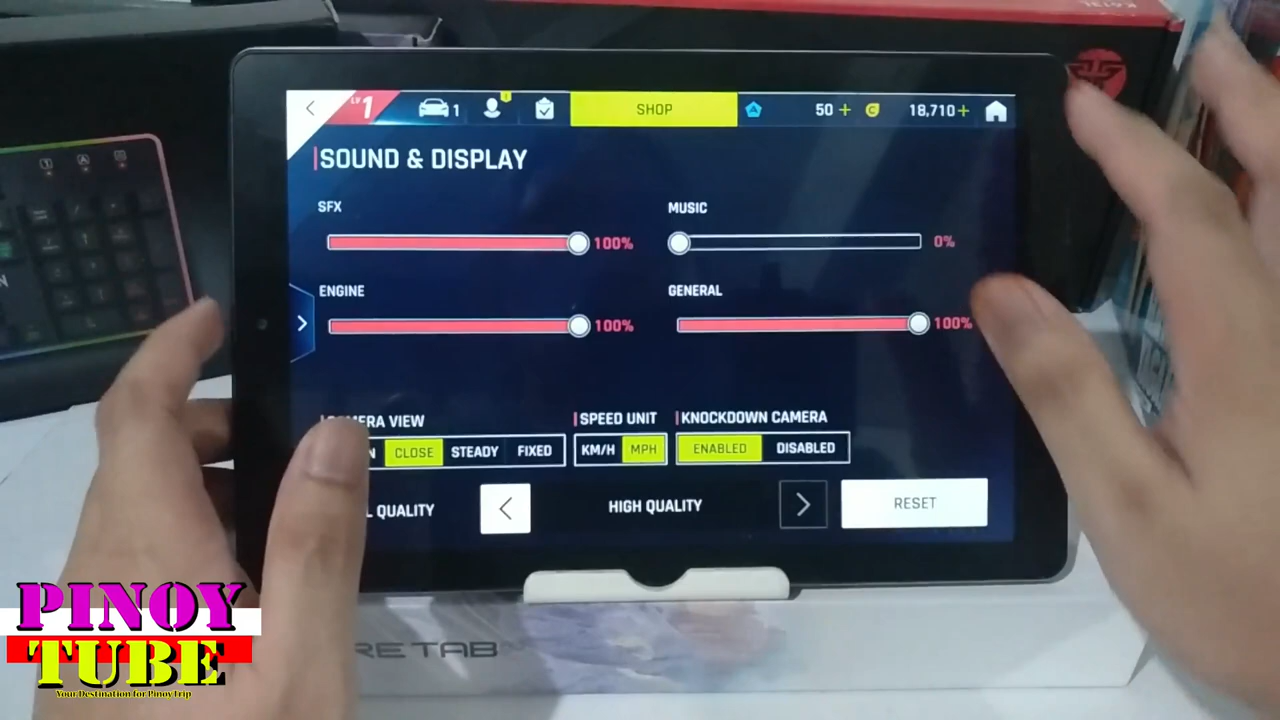 LV 1
1
SHOP
50 +
18,710 +
SOUND & DISPLAY
SFX
100%
MUSIC
0%
ENGINE
100%
GENERAL
100%
CAMERA VIEW
SPEED UNIT
KNOCKDOWN CAMERA
N CLOSE STEADY FIXED
KM/H MPH
ENABLED DISABLED
L QUALITY
HIGH QUALITY
RESET
RE TAB
PINOY
TUBE
Your Destination for PinoyTrip